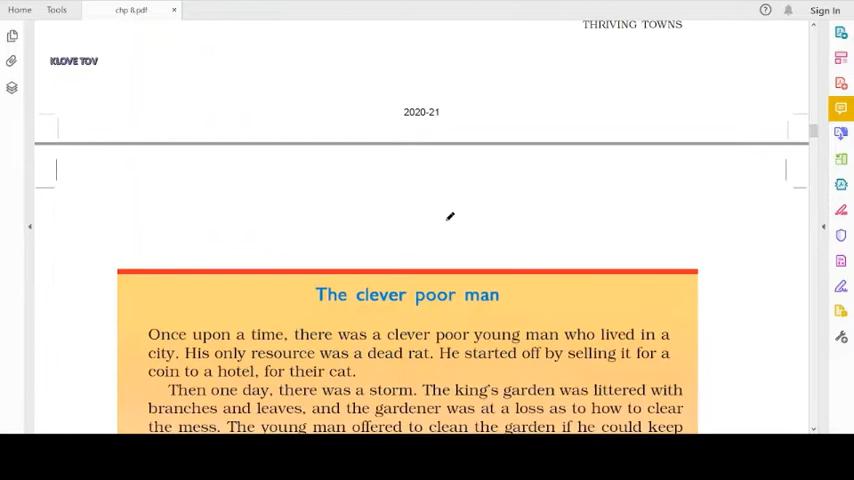 Home Tools chp 8.pdf × Sign In
THRIVING TOWNS
KLOVE TOV
2020-21
The clever poor man
Once upon a time, there was a clever poor young man who lived in a
city. His only resource was a dead rat. He started off by selling it for a
coin to a hotel, for their cat.
Then one day, there was a storm. The king's garden was littered with
branches and leaves, and the gardener was at a loss as to how to clear
the mess. The young man offered to clean the garden if he could keep